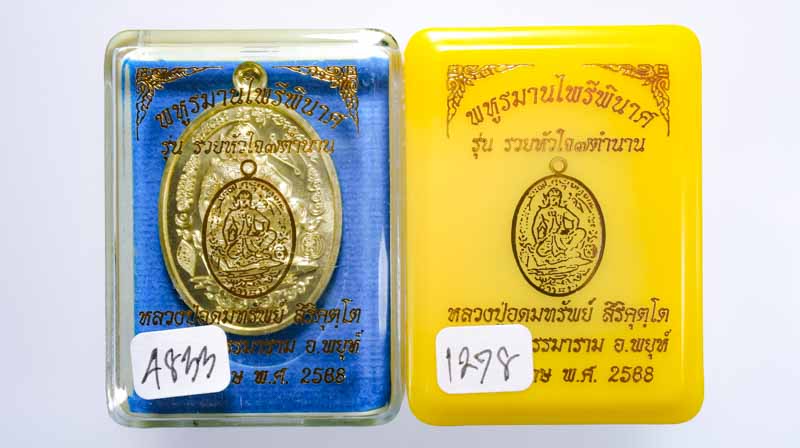 พหูรมานไพรีพินาศ
รุ่น รวยหัวใจ๗ตำนาน
หลวงปู่อุดมทรัพย์ สิริคุตฺโต
รรมาราม อ.พยุห์
ษ พ.ศ. 2568
A833
พหูรมานไพรีพินาศ
รุ่น รวยหัวใจ๗ตำนาน
หลวงปู่อุดมทรัพย์ สิริคุตฺโต
รรมาราม อ.พยุห์
ษ พ.ศ. 2568
1278